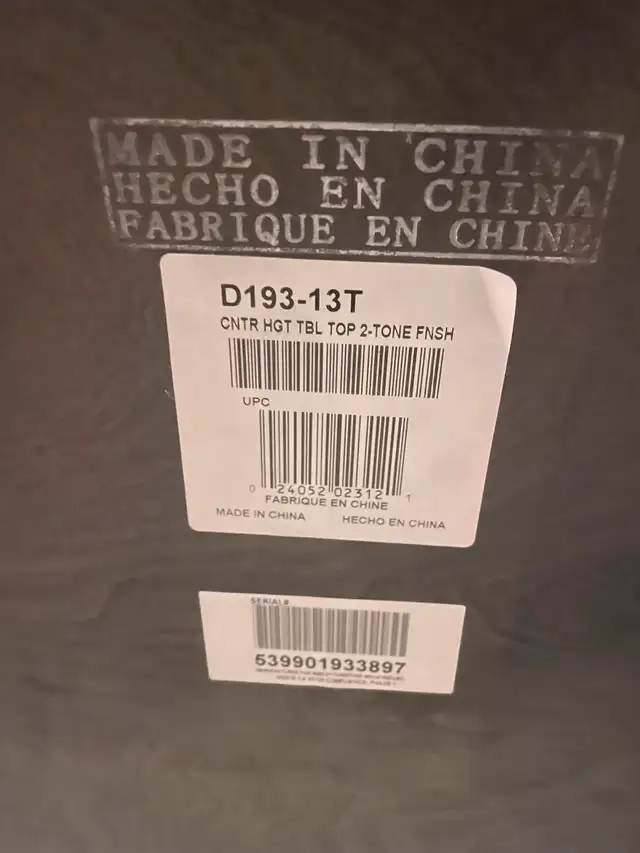 MADE IN CHINA
HECHO EN CHINA
FABRIQUE EN CHINE
D193-13T
CNTR HGT TBL TOP 2-TONE FNSH
UPC
0 24052 02312 1
FABRIQUE EN CHINE
MADE IN CHINA HECHO EN CHINA
SERIAL#
539901933897